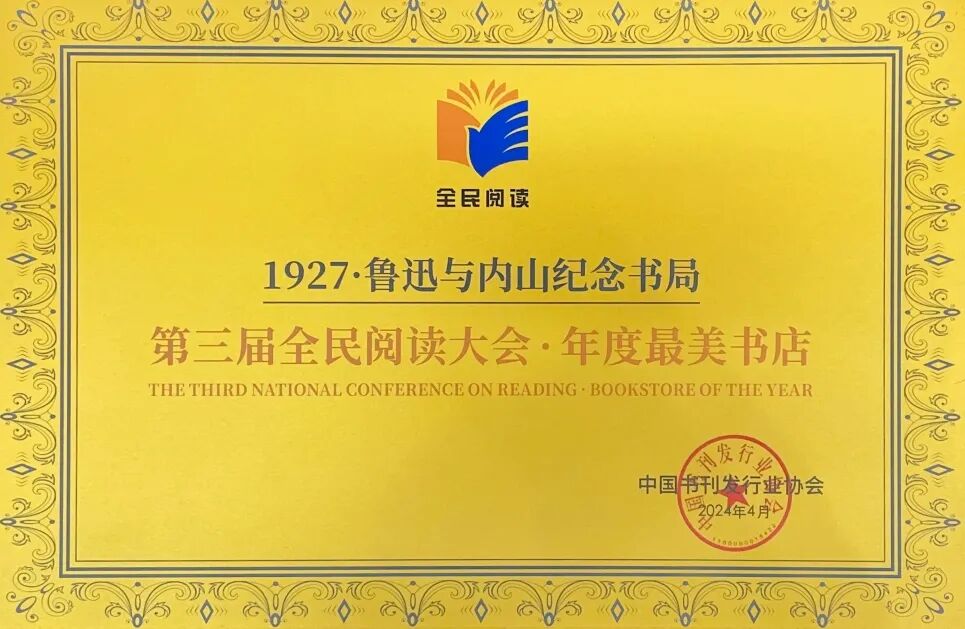 全民阅读
1927·鲁迅与内山纪念书局
第三届全民阅读大会·年度最美书店
THE THIRD NATIONAL CONFERENCE ON READING · BOOKSTORE OF THE YEAR
中国书刊发行业协会
2024年4月